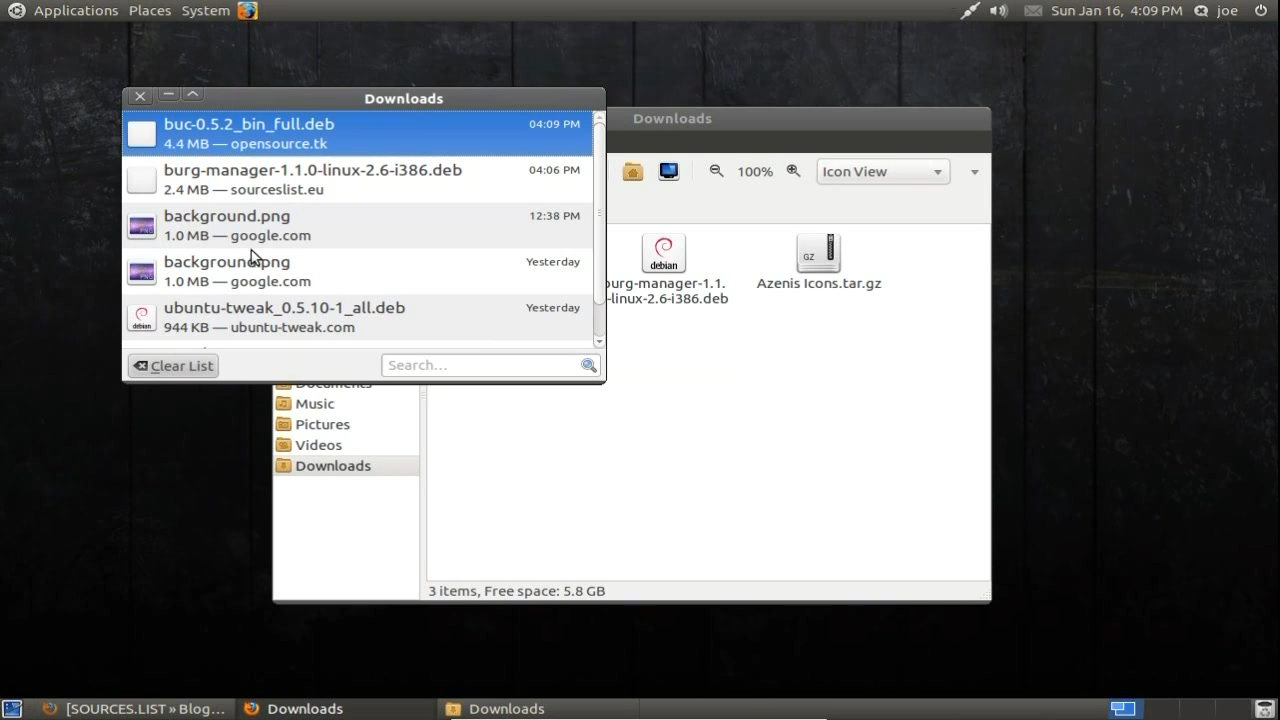 Applications Places System
Sun Jan 16, 4:09 PM joe
Downloads
buc-0.5.2_bin_full.deb 04:09 PM
4.4 MB — opensource.tk
burg-manager-1.1.0-linux-2.6-i386.deb 04:06 PM
2.4 MB — sourceslist.eu
background.png 12:38 PM
1.0 MB — google.com
background.png Yesterday
1.0 MB — google.com
ubuntu-tweak_0.5.10-1_all.deb Yesterday
944 KB — ubuntu-tweak.com
Clear List Search...
Downloads
100% Icon View
debian
burg-manager-1.1.
-linux-2.6-i386.deb
GZ
Azenis Icons.tar.gz
Documents
Music
Pictures
Videos
Downloads
3 items, Free space: 5.8 GB
[SOURCES.LIST » Blog... Downloads Downloads